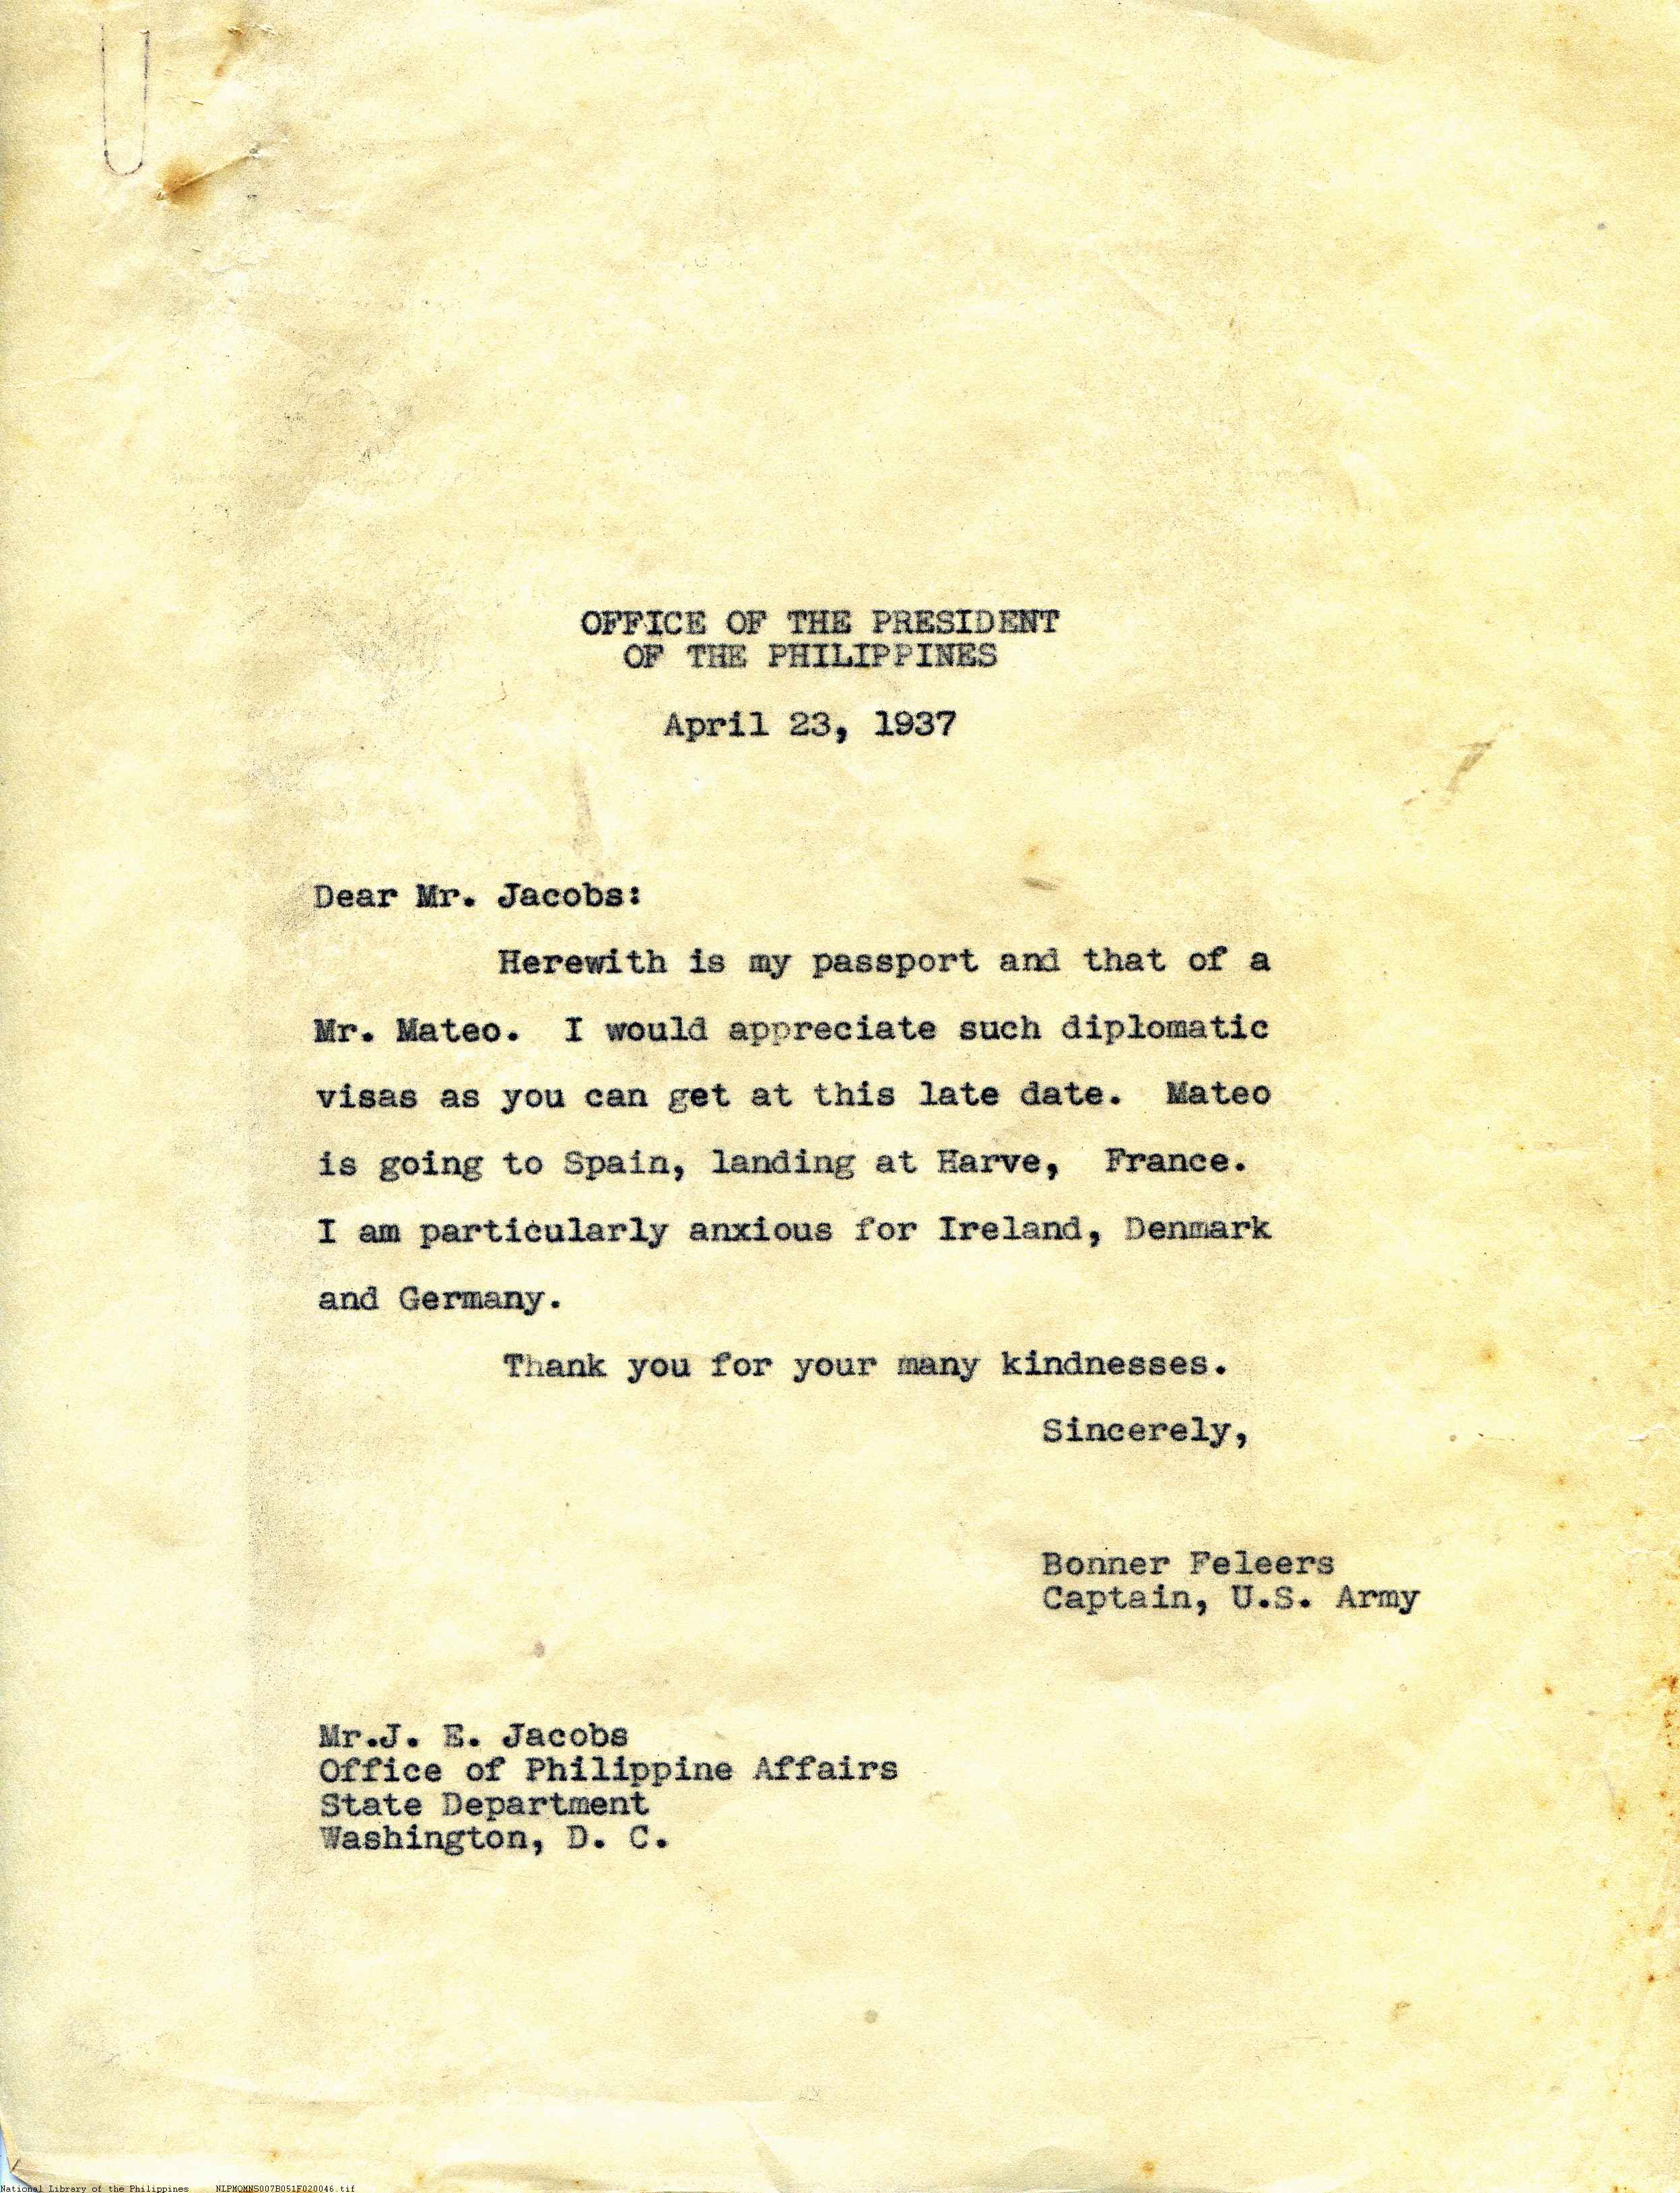 OFFICE OF THE PRESIDENT
OF THE PHILIPPINES
April 23, 1937
Dear Mr. Jacobs:
Herewith is my passport and that of a
Mr. Mateo. I would appreciate such diplomatic
visas as you can get at this late date. Mateo
is going to Spain, landing at Harve, France.
I am particularly anxious for Ireland, Denmark
and Germany.
Thank you for your many kindnesses.
Sincerely,
Bonner Feleers
Captain, U.S. Army
Mr.J. E. Jacobs
Office of Philippine Affairs
State Department
Washington, D. C.
National Library of the Philippines NLPMQMNS007B051F020046.tif